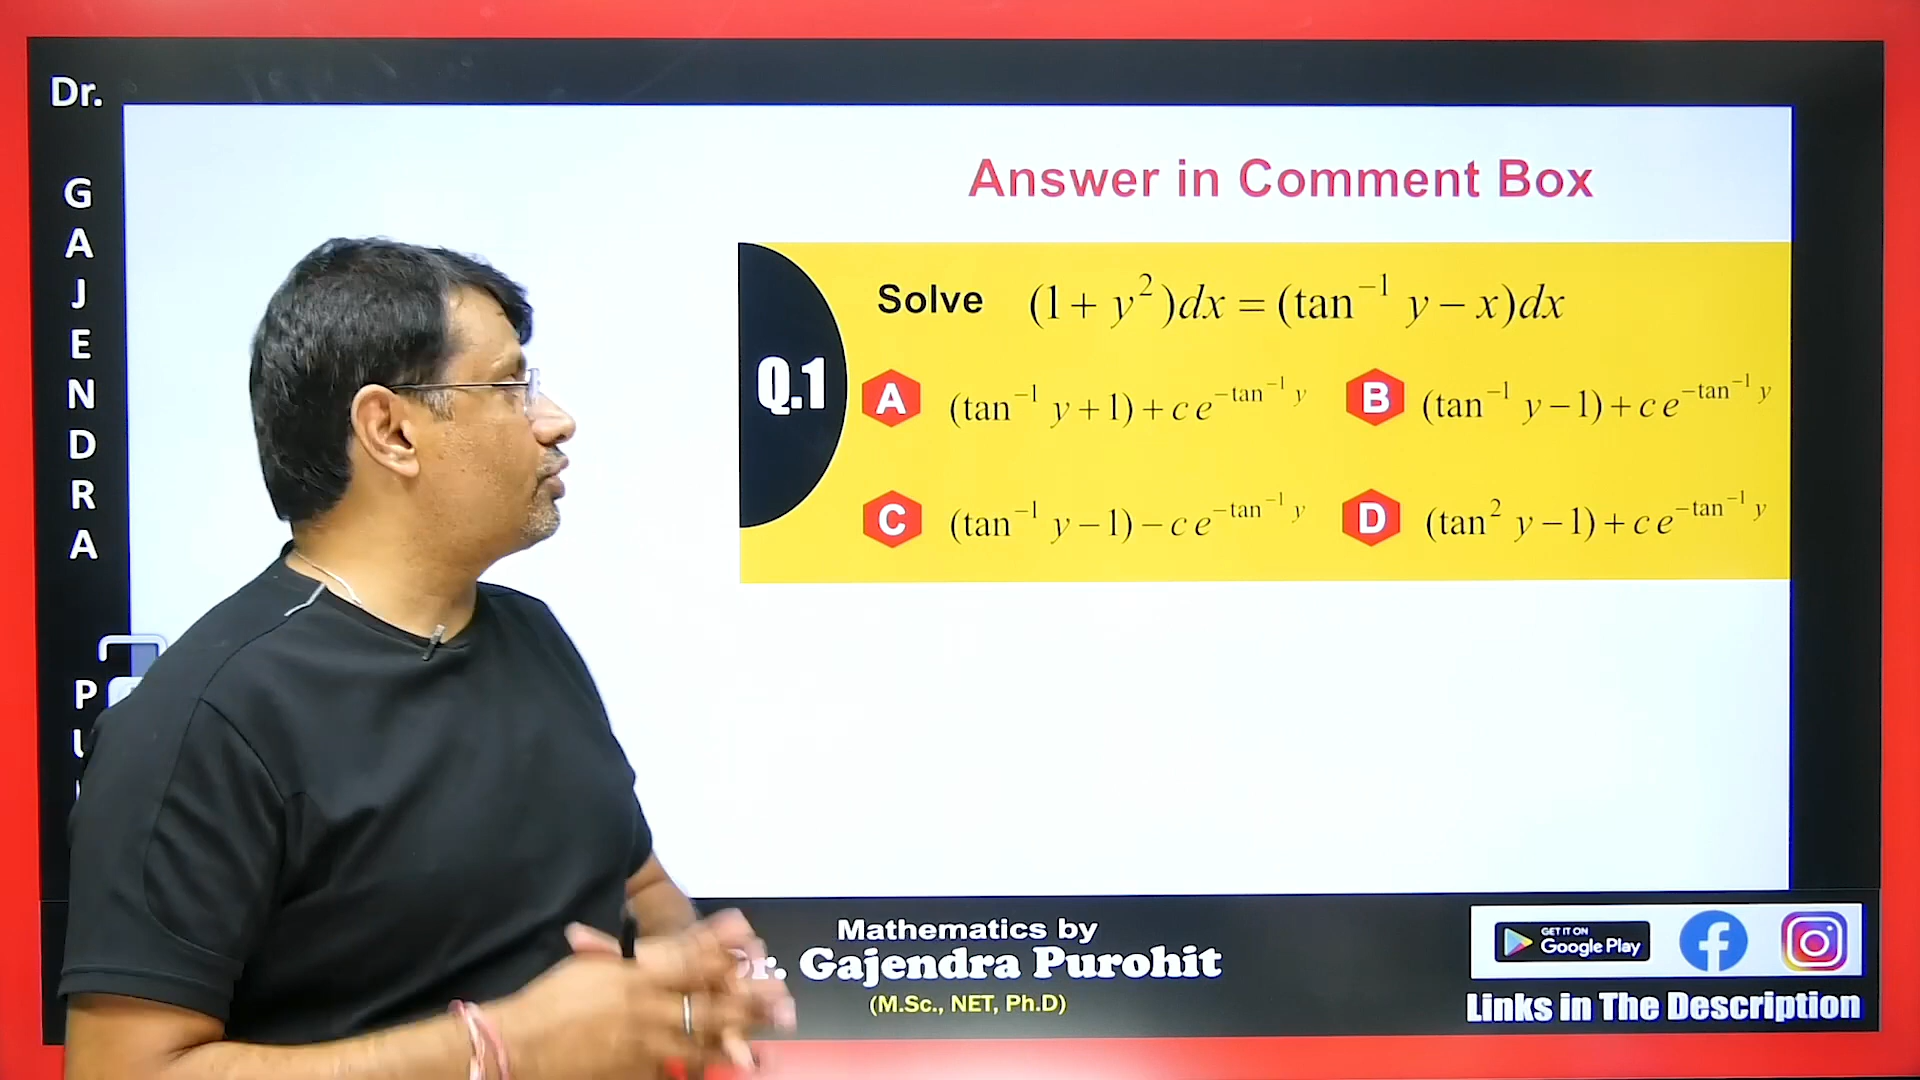 Dr.
GAJENDRA
P
Answer in Comment Box
Q.1
Solve (1 + y²)dx = (tan⁻¹ y − x)dx
A (tan⁻¹ y + 1) + c e^(−tan⁻¹ y)
B (tan⁻¹ y − 1) + c e^(−tan⁻¹ y)
C (tan⁻¹ y − 1) − c e^(−tan⁻¹ y)
D (tan² y − 1) + c e^(−tan⁻¹ y)
Mathematics by
Dr. Gajendra Purohit
(M.Sc., NET, Ph.D)
GET IT ON
Google Play
Links in The Description